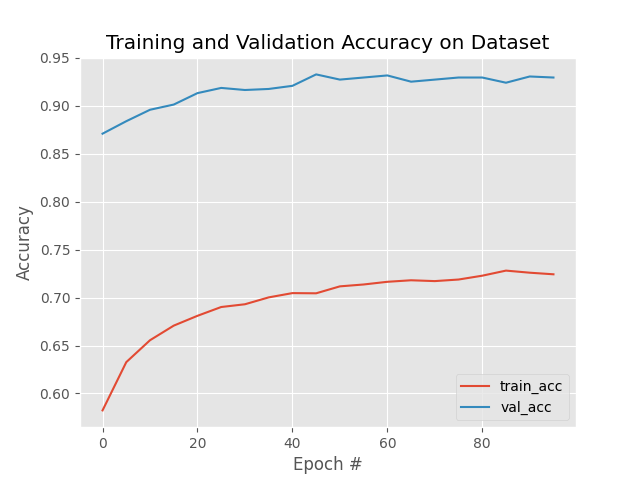 Training and Validation Accuracy on Dataset
0.95
0.90
0.85
0.80
0.75
0.70
0.65
0.60
Accuracy
train_acc
val_acc
0 20 40 60 80
Epoch #